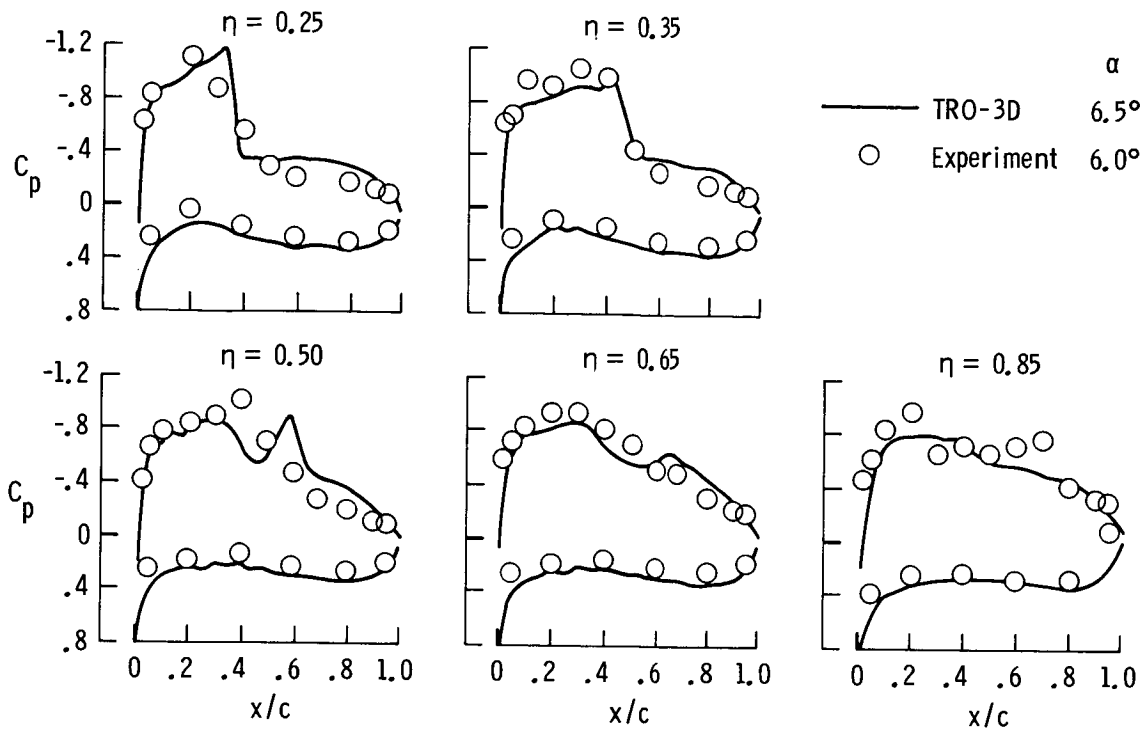 η = 0.25
η = 0.35
-1.2
-.8
-.4
0
.4
.8
C_p
α
TRO-3D 6.5°
Experiment 6.0°
η = 0.50
η = 0.65
η = 0.85
-1.2
-.8
-.4
0
.4
.8
C_p
0 .2 .4 .6 .8 1.0
x/c
0 .2 .4 .6 .8 1.0
x/c
0 .2 .4 .6 .8 1.0
x/c